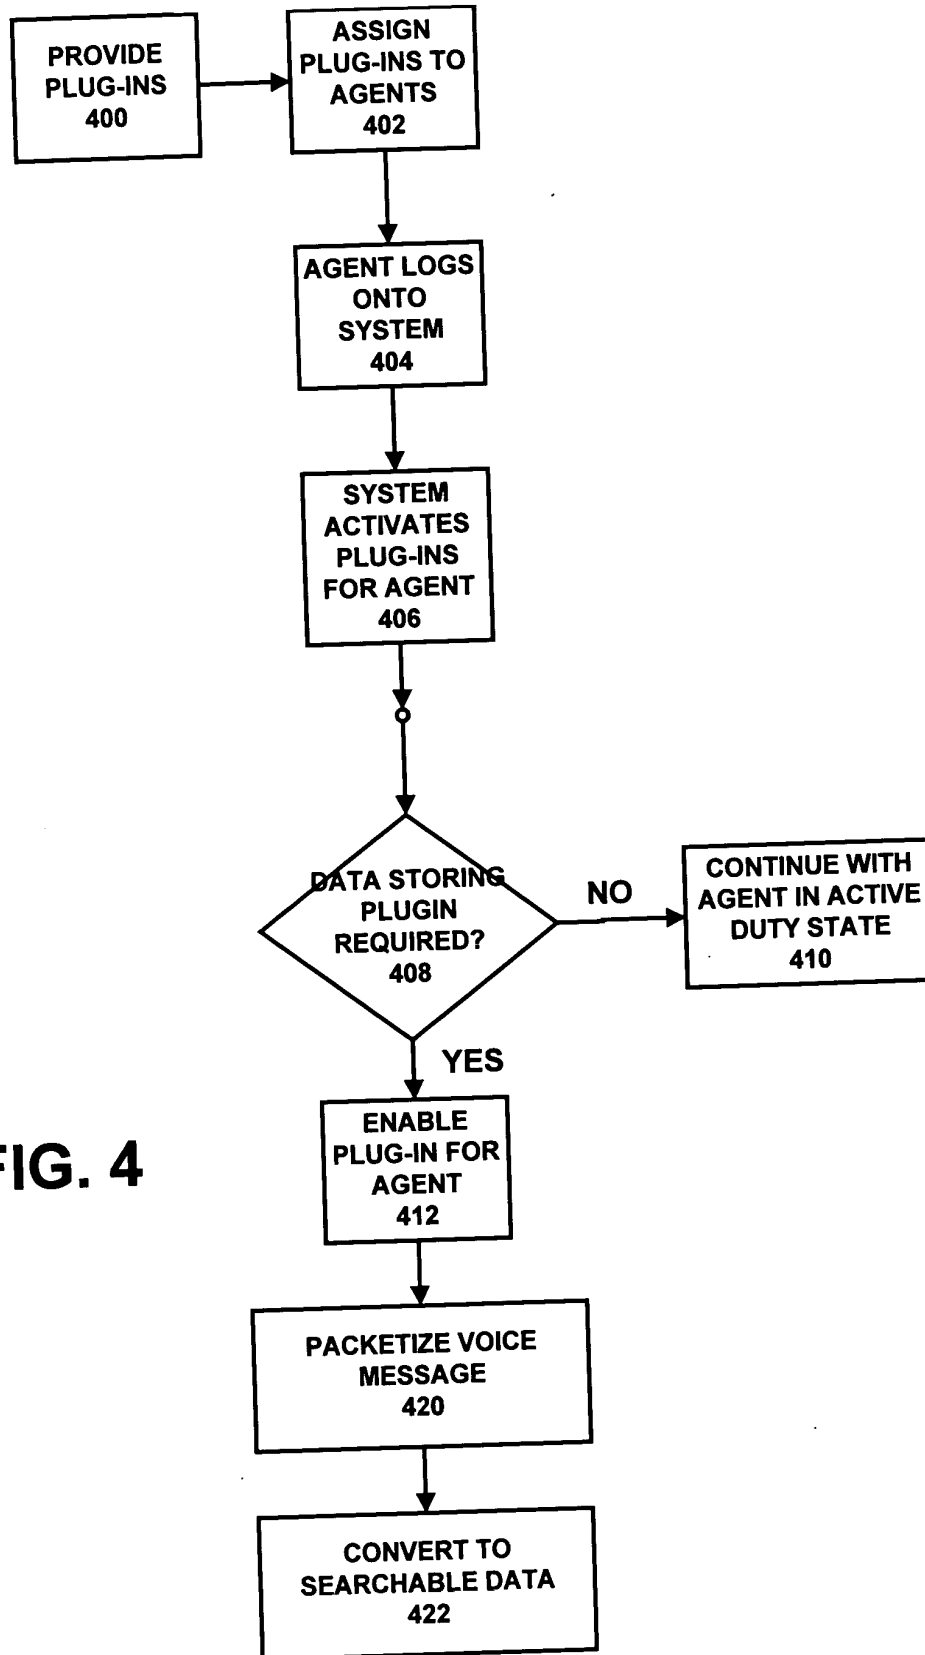 PROVIDE
PLUG-INS
400
ASSIGN
PLUG-INS TO
AGENTS
402
AGENT LOGS
ONTO
SYSTEM
404
SYSTEM
ACTIVATES
PLUG-INS
FOR AGENT
406
DATA STORING
PLUGIN
REQUIRED?
408
NO
CONTINUE WITH
AGENT IN ACTIVE
DUTY STATE
410
YES
ENABLE
PLUG-IN FOR
AGENT
412
FIG. 4
PACKETIZE VOICE
MESSAGE
420
CONVERT TO
SEARCHABLE DATA
422